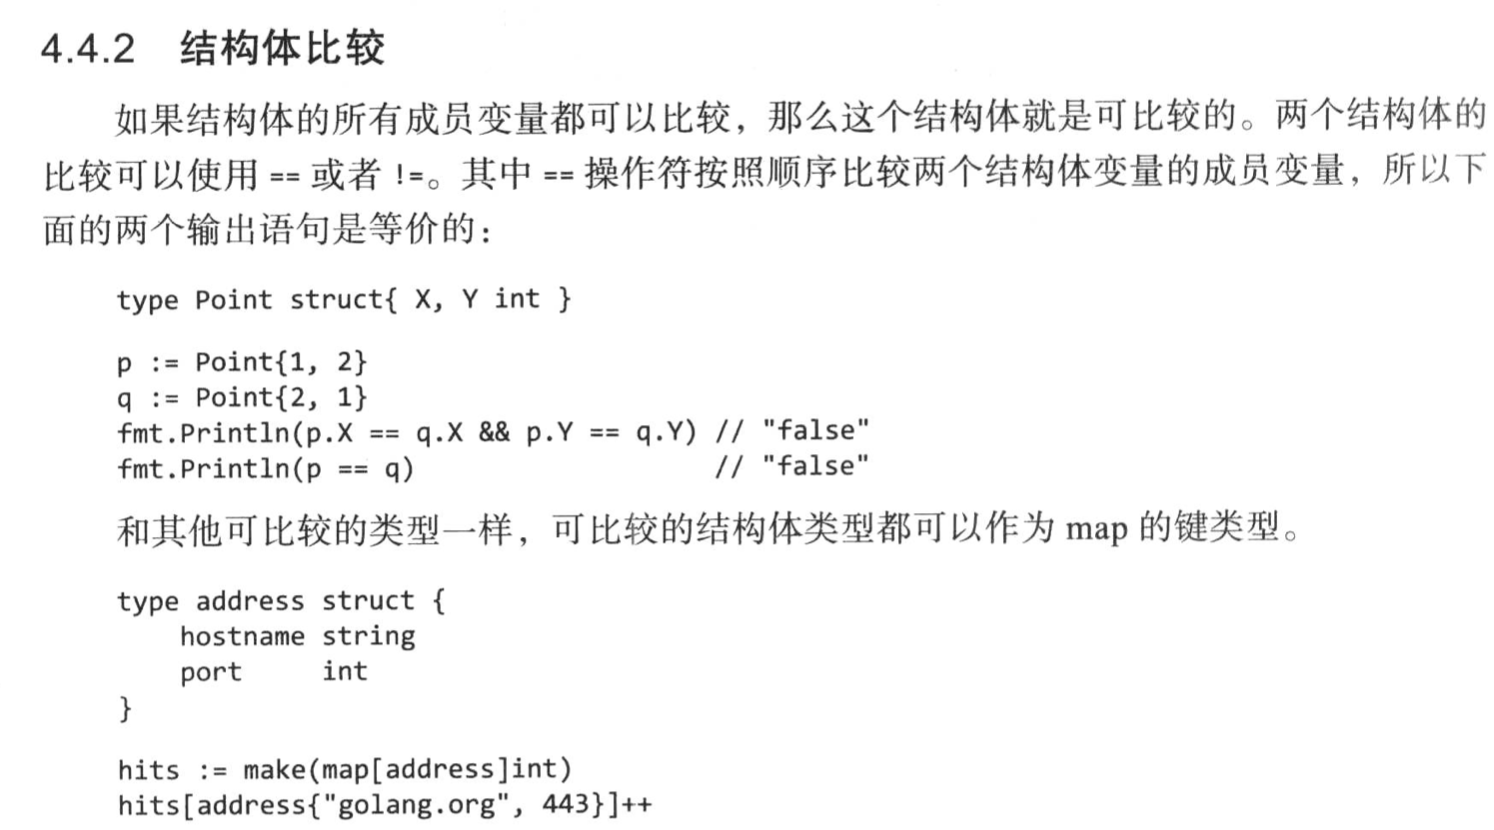 4.4.2 结构体比较
如果结构体的所有成员变量都可以比较，那么这个结构体就是可比较的。两个结构体的
比较可以使用 == 或者 !=。其中 == 操作符按照顺序比较两个结构体变量的成员变量，所以下
面的两个输出语句是等价的：
type Point struct{ X, Y int }
p := Point{1, 2}
q := Point{2, 1}
fmt.Println(p.X == q.X && p.Y == q.Y) // "false"
fmt.Println(p == q)                   // "false"
和其他可比较的类型一样，可比较的结构体类型都可以作为 map 的键类型。
type address struct {
    hostname string
    port     int
}
hits := make(map[address]int)
hits[address{"golang.org", 443}]++